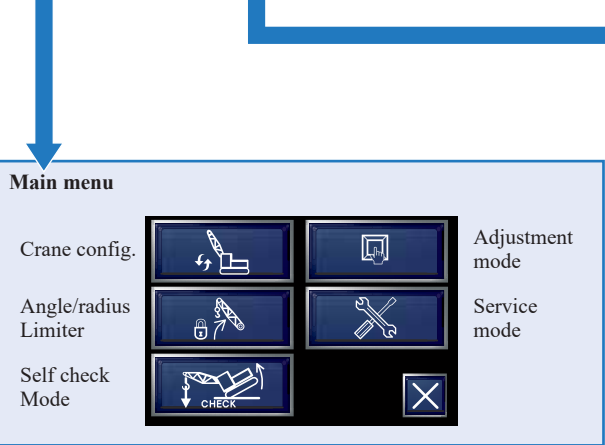 Main menu
Crane config.
Adjustment
mode
Angle/radius
Limiter
Service
mode
Self check
Mode
CHECK